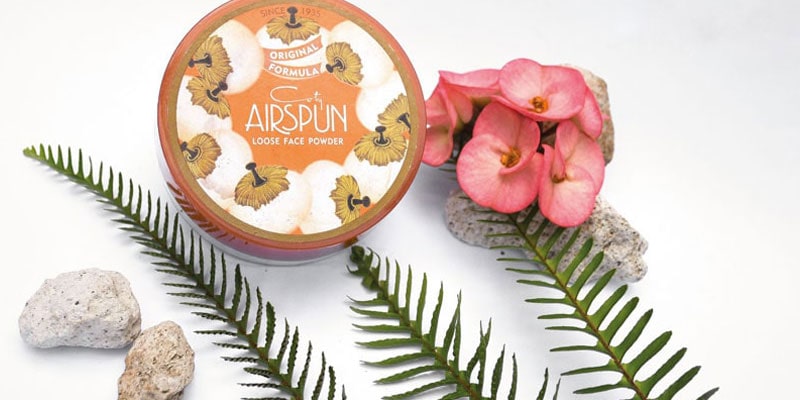 SINCE 1935
ORIGINAL
FORMULA
Coty
AIRSPUN
LOOSE FACE POWDER